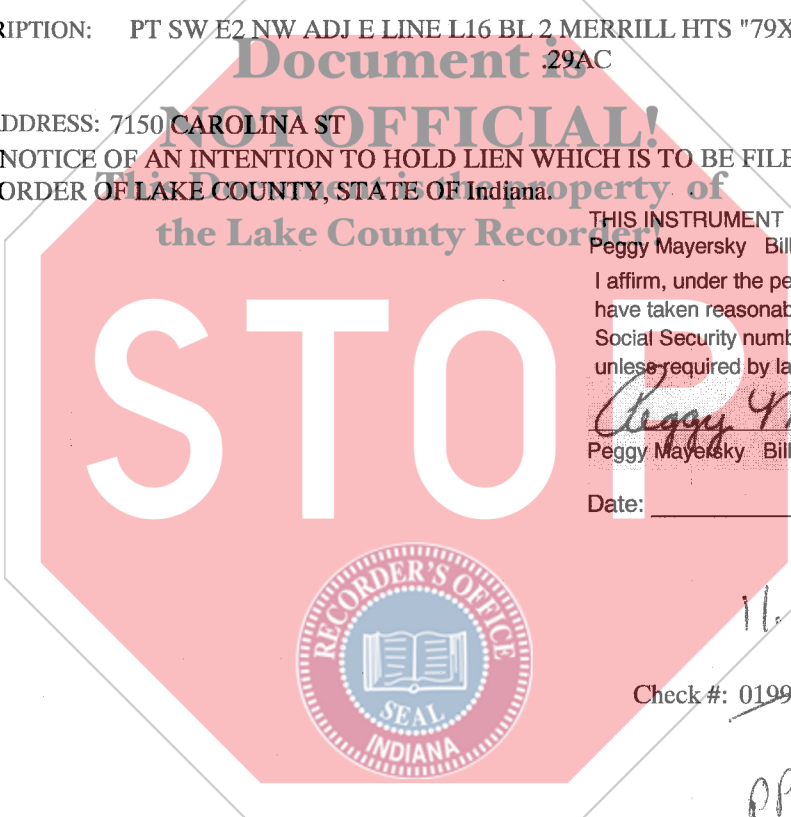 RIPTION: PT SW E2 NW ADJ E LINE L16 BL 2 MERRILL HTS "79X
.29AC
Document is
NOT OFFICIAL!
DDRESS: 7150 CAROLINA ST
NOTICE OF AN INTENTION TO HOLD LIEN WHICH IS TO BE FILE
ORDER OF LAKE COUNTY, STATE OF Indiana.
This Document is the property of
the Lake County Recorder!
THIS INSTRUMENT
Peggy Mayersky Bill
I affirm, under the pe
have taken reasonab
Social Security numb
unless required by la
Peggy M
Peggy Mayersky Bill
Date:
STOP
RECORDER'S OFFICE
SEAL
INDIANA
11.
Check #: 0199
PP